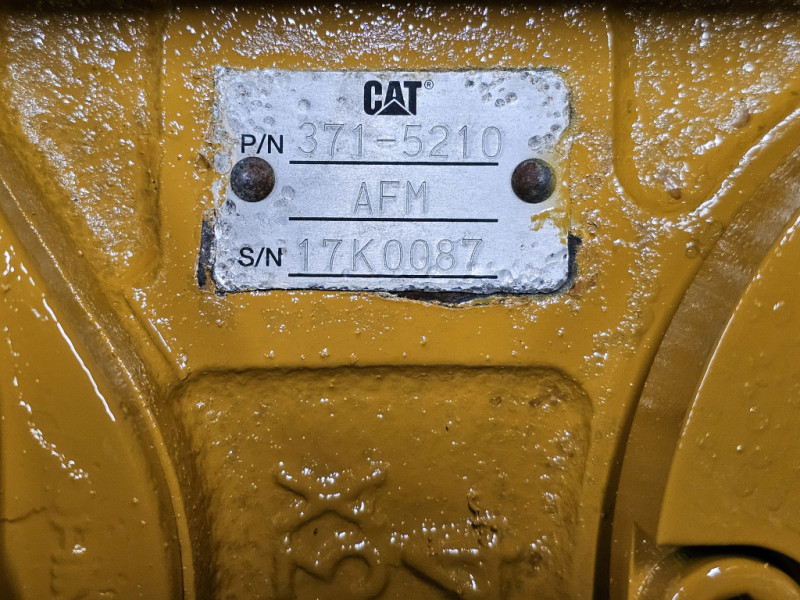 CAT®
P/N 371-5210
AFM
S/N 17K0087